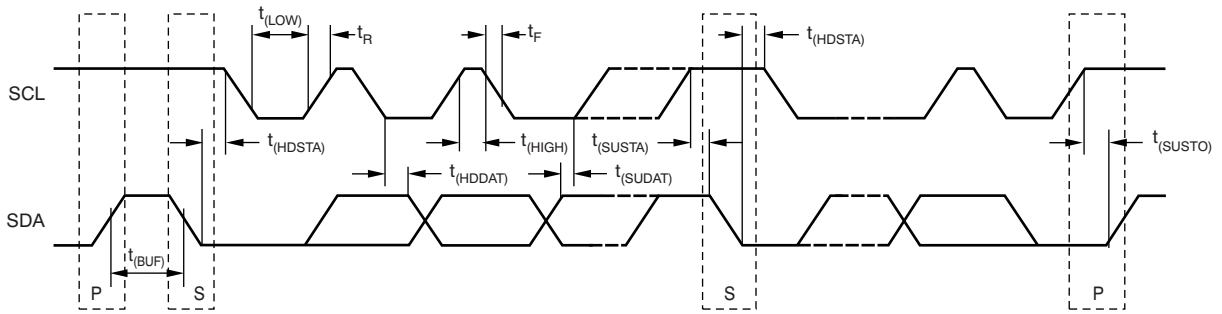 t(LOW)
tR
tF
t(HDSTA)
SCL
t(HDSTA)
t(HIGH)
t(SUSTA)
t(SUSTO)
t(HDDAT)
t(SUDAT)
SDA
t(BUF)
P
S
S
P